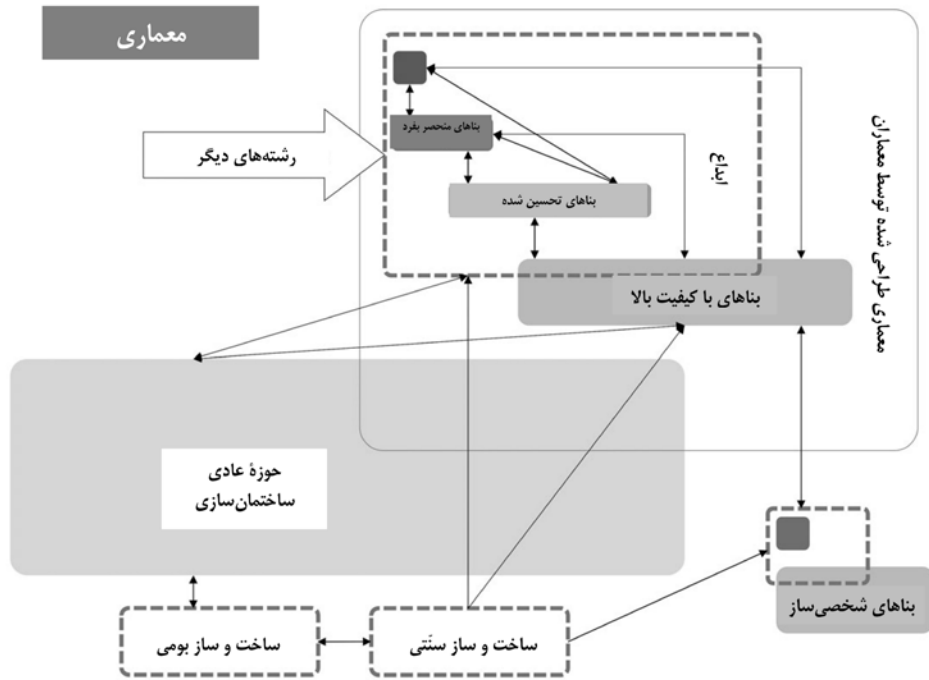 معماری
رشته‌های دیگر
بناهای منحصر بفرد
بناهای تحسین شده
ابداع
معماری طراحی شده توسط معماران
بناهای با کیفیت بالا
حوزهٔ عادی
ساختمان‌سازی
بناهای شخصی‌ساز
ساخت و ساز سنّتی
ساخت و ساز بومی